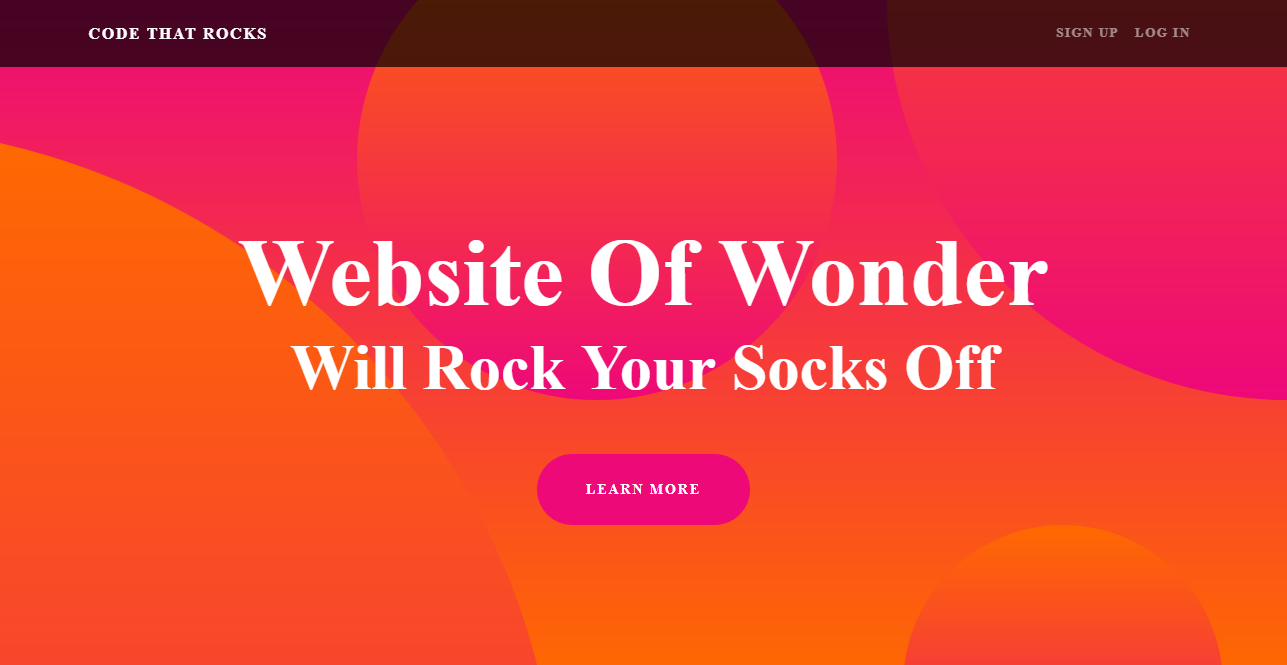 CODE THAT ROCKS
SIGN UP LOG IN
Website Of Wonder
Will Rock Your Socks Off
LEARN MORE